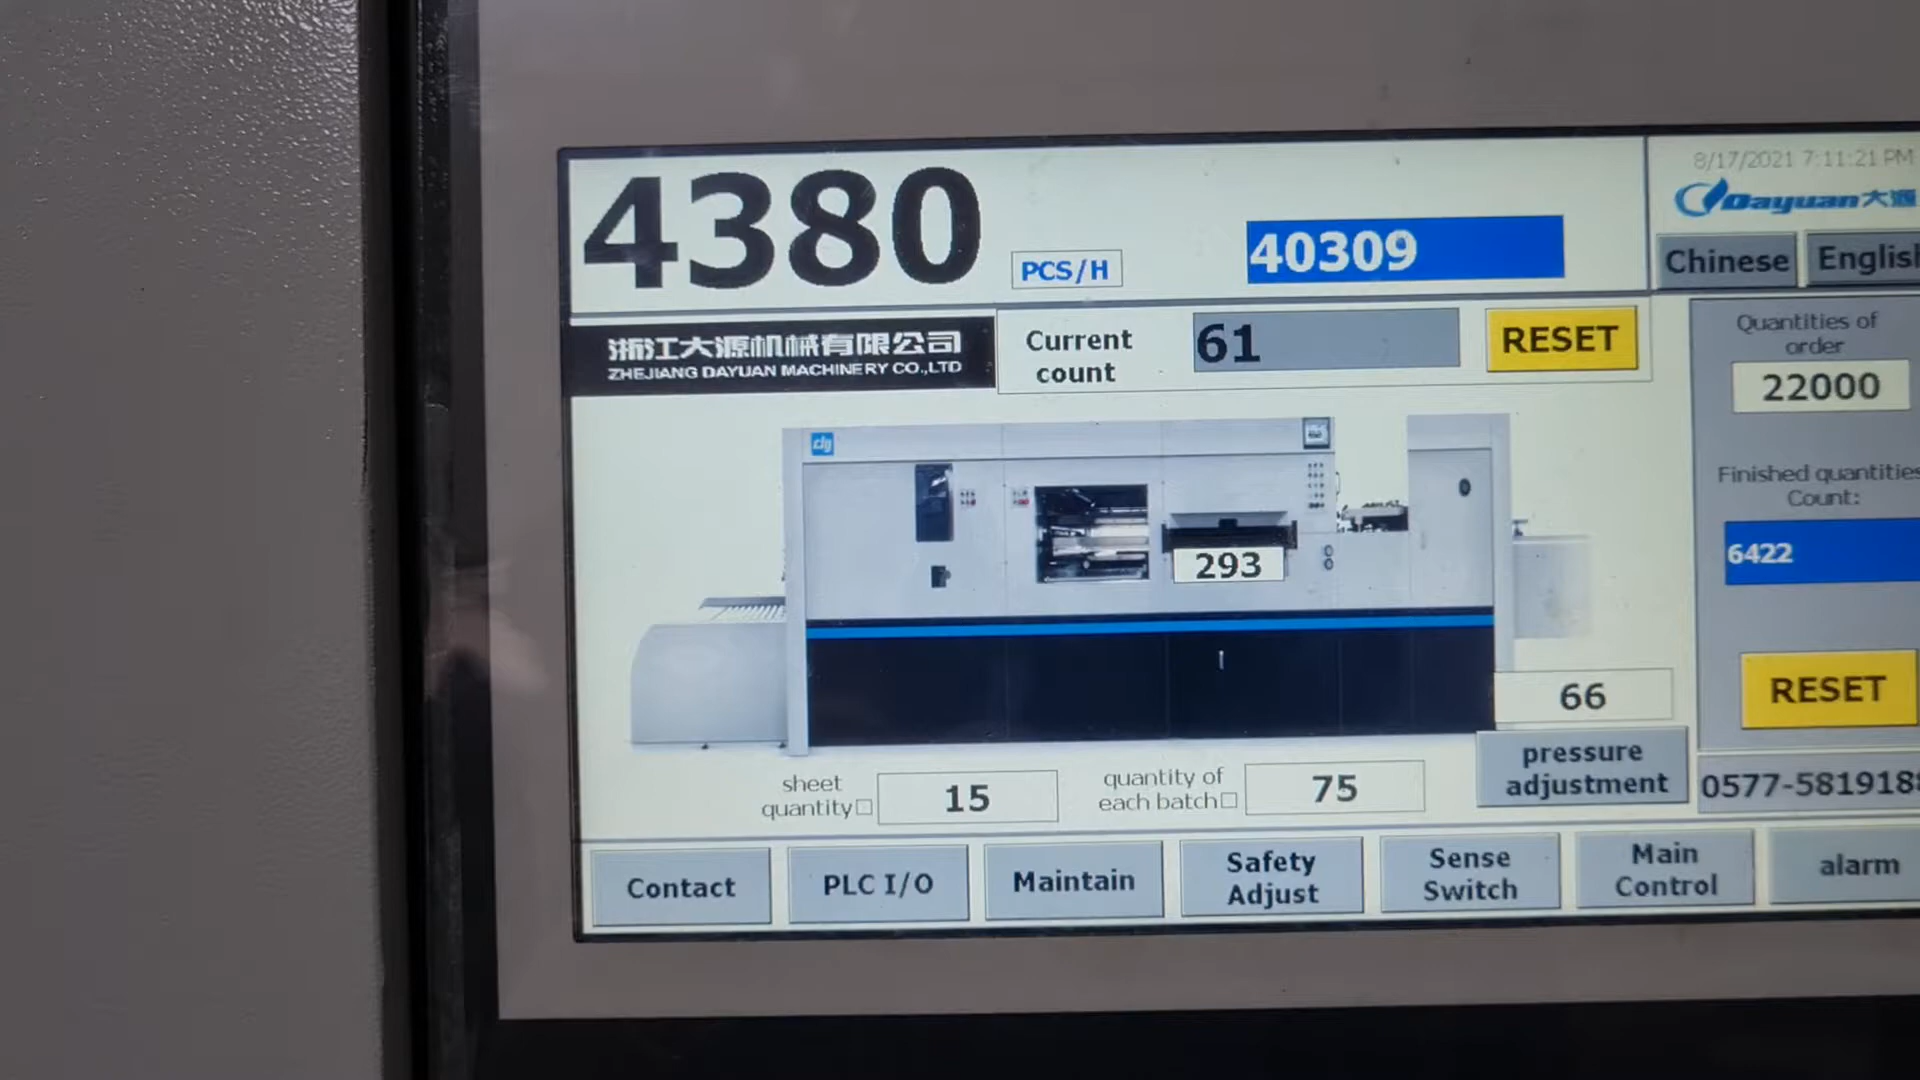 4380
PCS/H
40309
8/17/2021 7:11:21 PM
Dayuan大源
Chinese
English
浙江大源机械有限公司
ZHEJIANG DAYUAN MACHINERY CO.,LTD
Current
count
61
RESET
Quantities of
order
22000
Finished quantities
Count:
6422
RESET
293
66
pressure
adjustment
0577-5819188
sheet
quantity□
15
quantity of
each batch□
75
Contact
PLC I/O
Maintain
Safety
Adjust
Sense
Switch
Main
Control
alarm